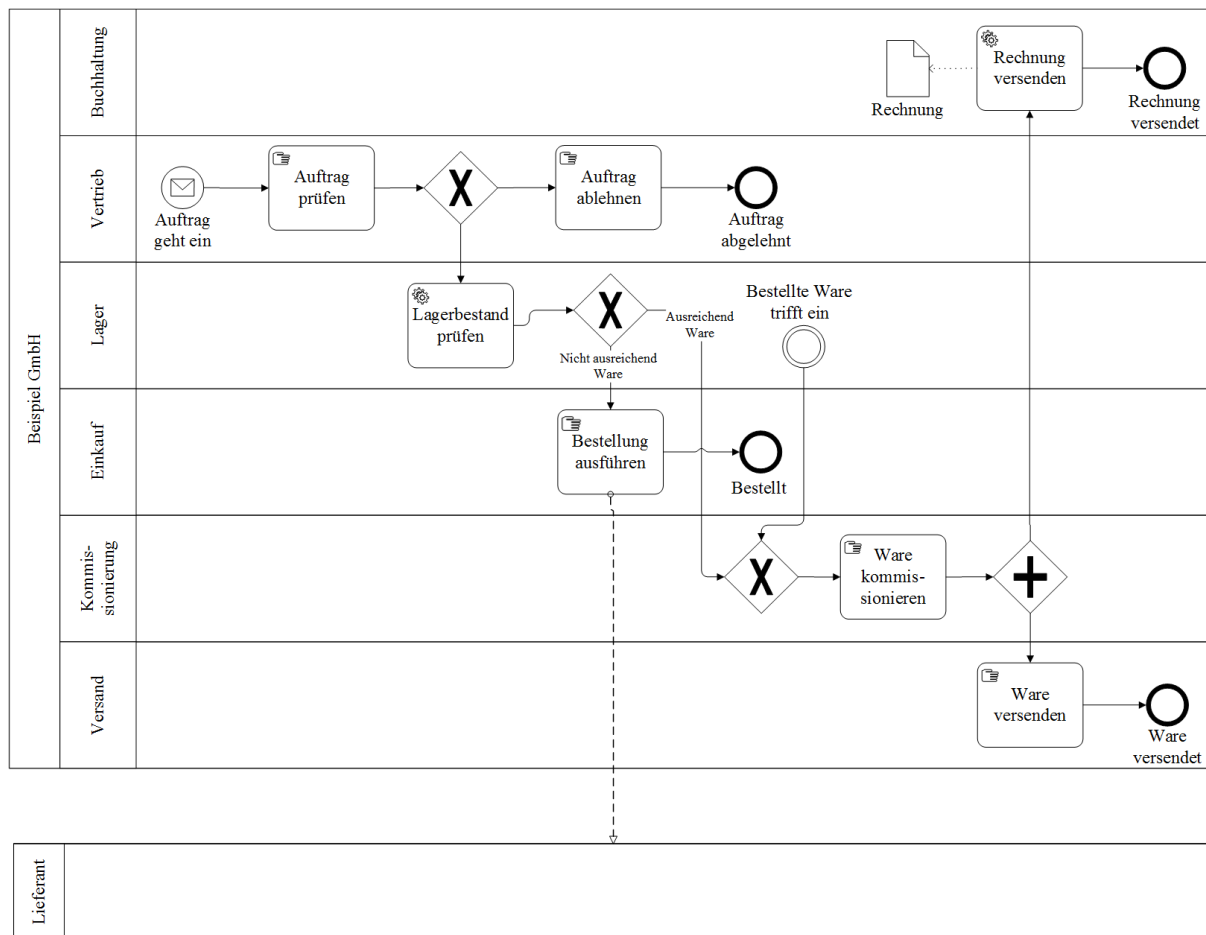 Beispiel GmbH
Buchhaltung
Rechnung
Rechnung
versenden
Rechnung
versendet
Vertrieb
Auftrag
geht ein
Auftrag
prüfen
X
Auftrag
ablehnen
Auftrag
abgelehnt
Lager
Lagerbestand
prüfen
X
Ausreichend
Ware
Nicht ausreichend
Ware
Bestellte Ware
trifft ein
Einkauf
Bestellung
ausführen
Bestellt
Kommis-
sionierung
X
Ware
kommis-
sionieren
Versand
Ware
versenden
Ware
versendet
Lieferant